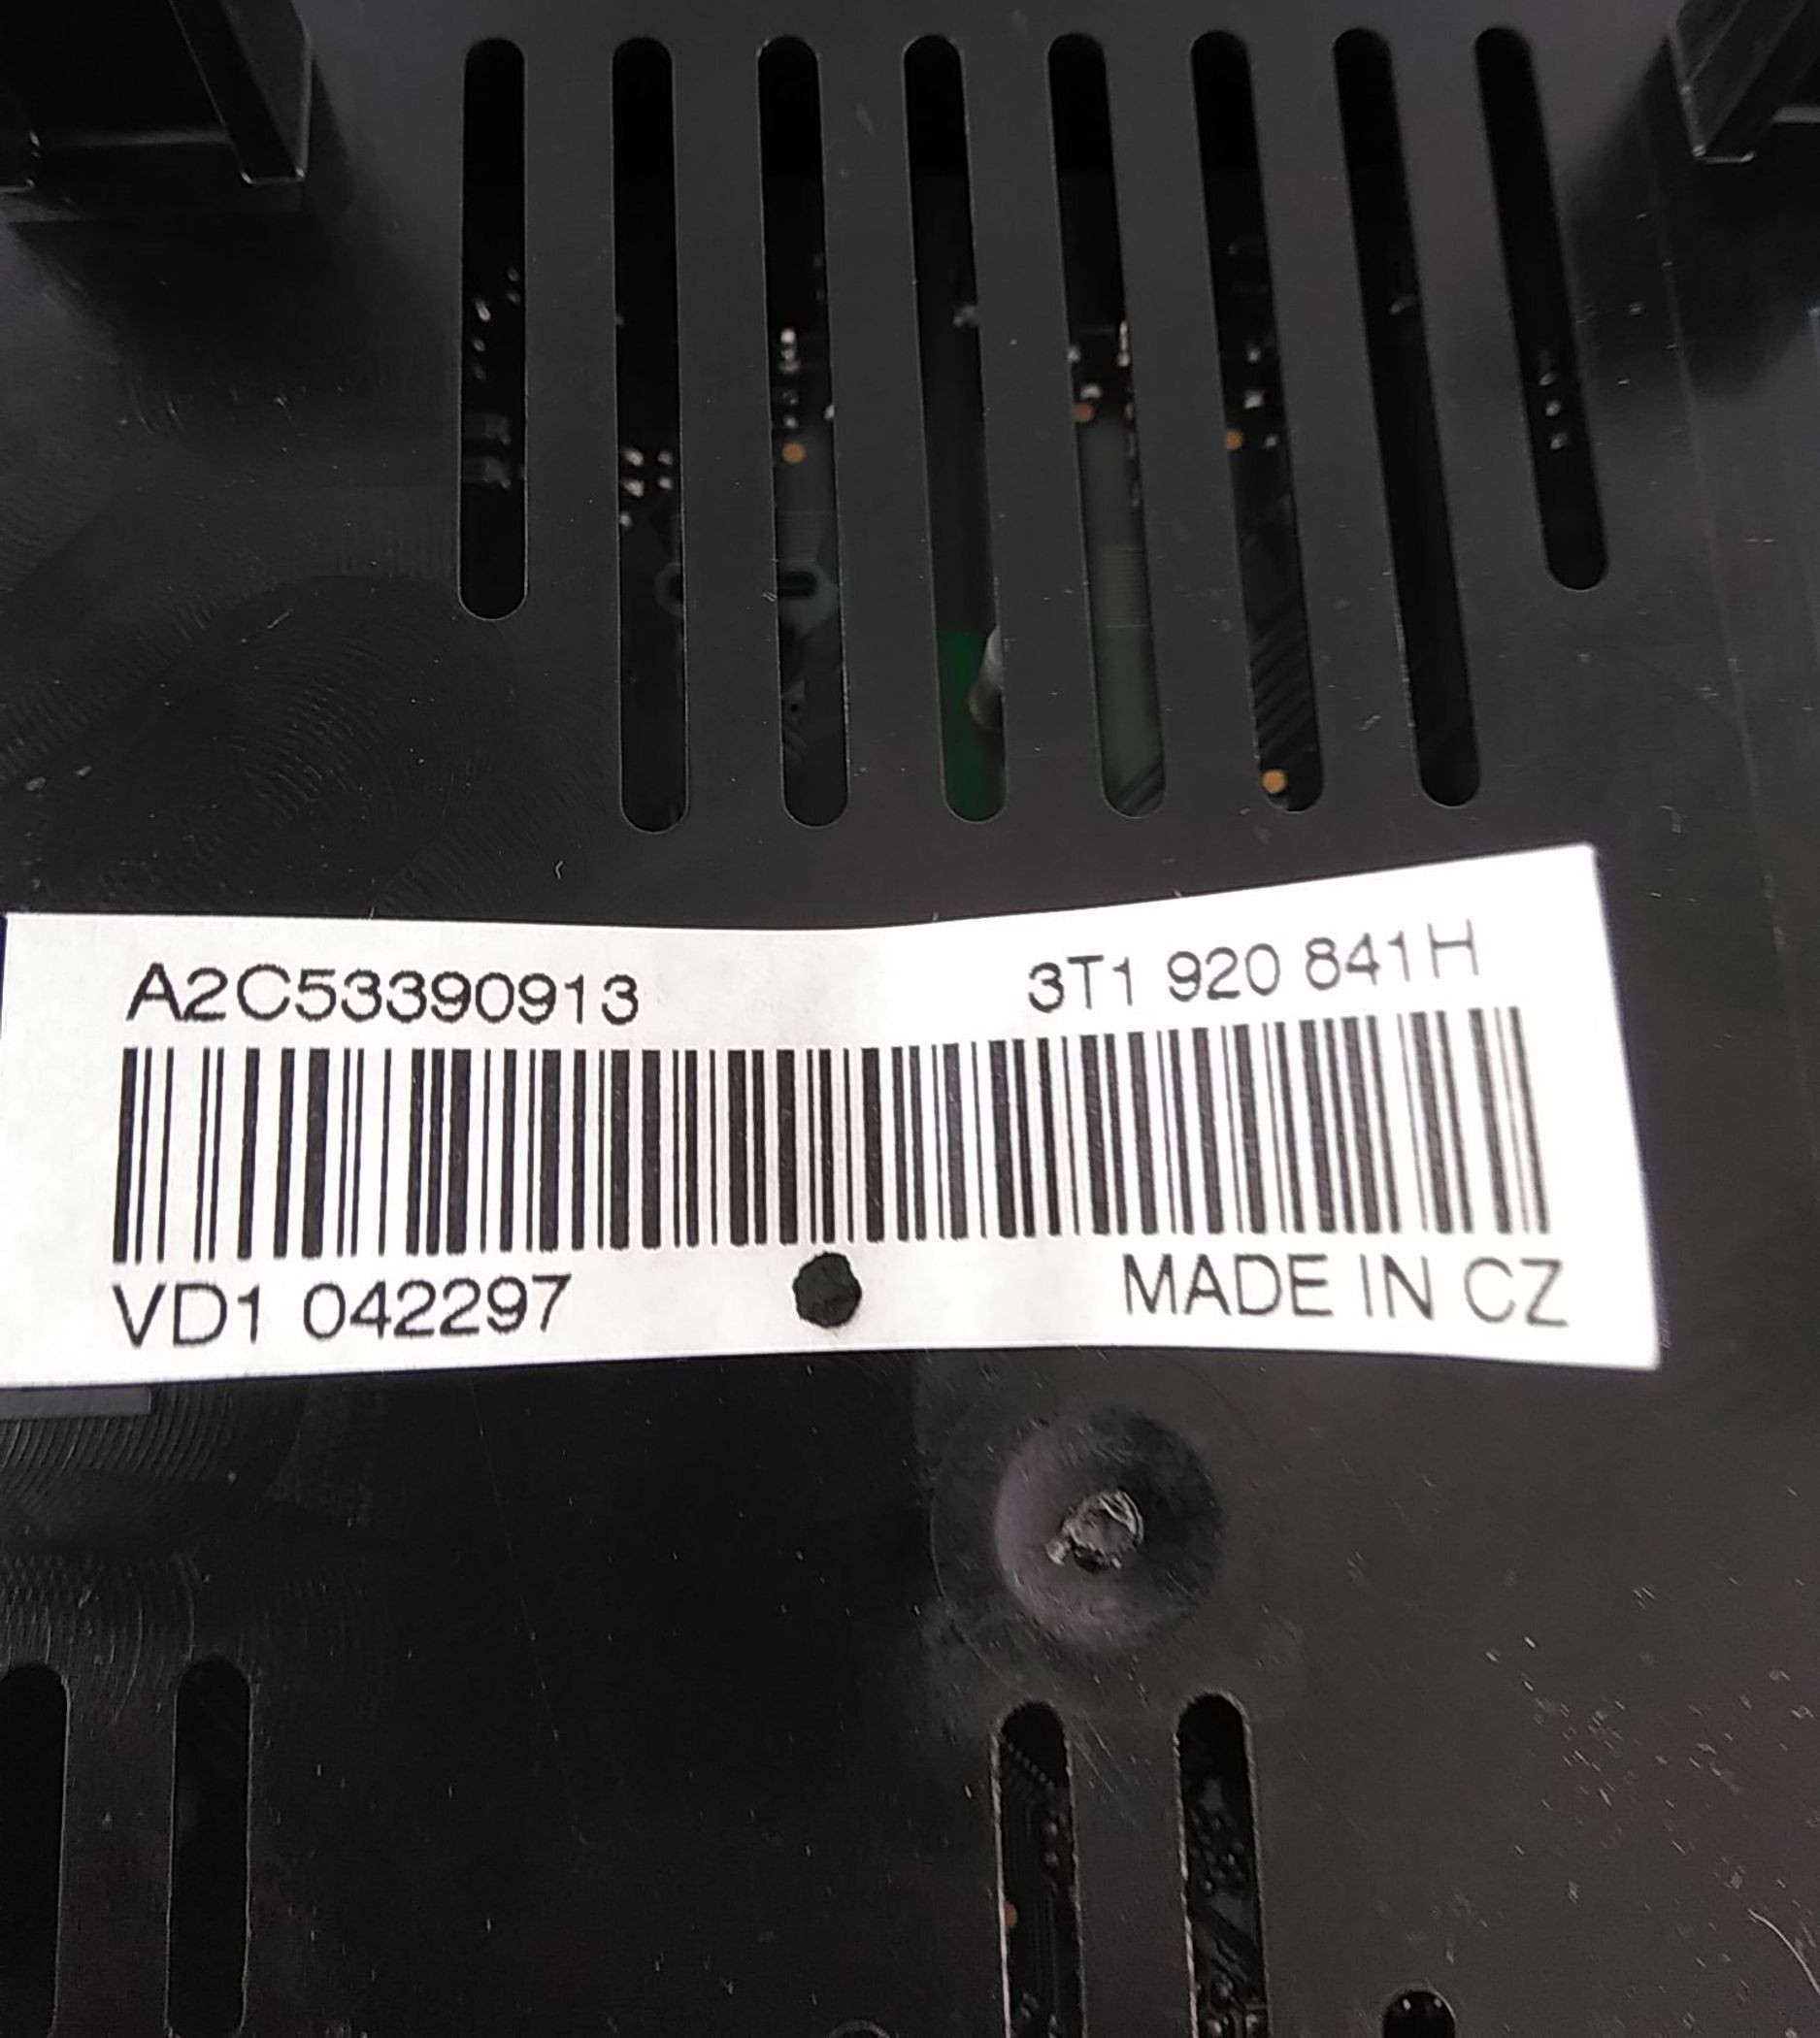 A2C53390913 3T1 920 841H
VD1 042297 MADE IN CZ